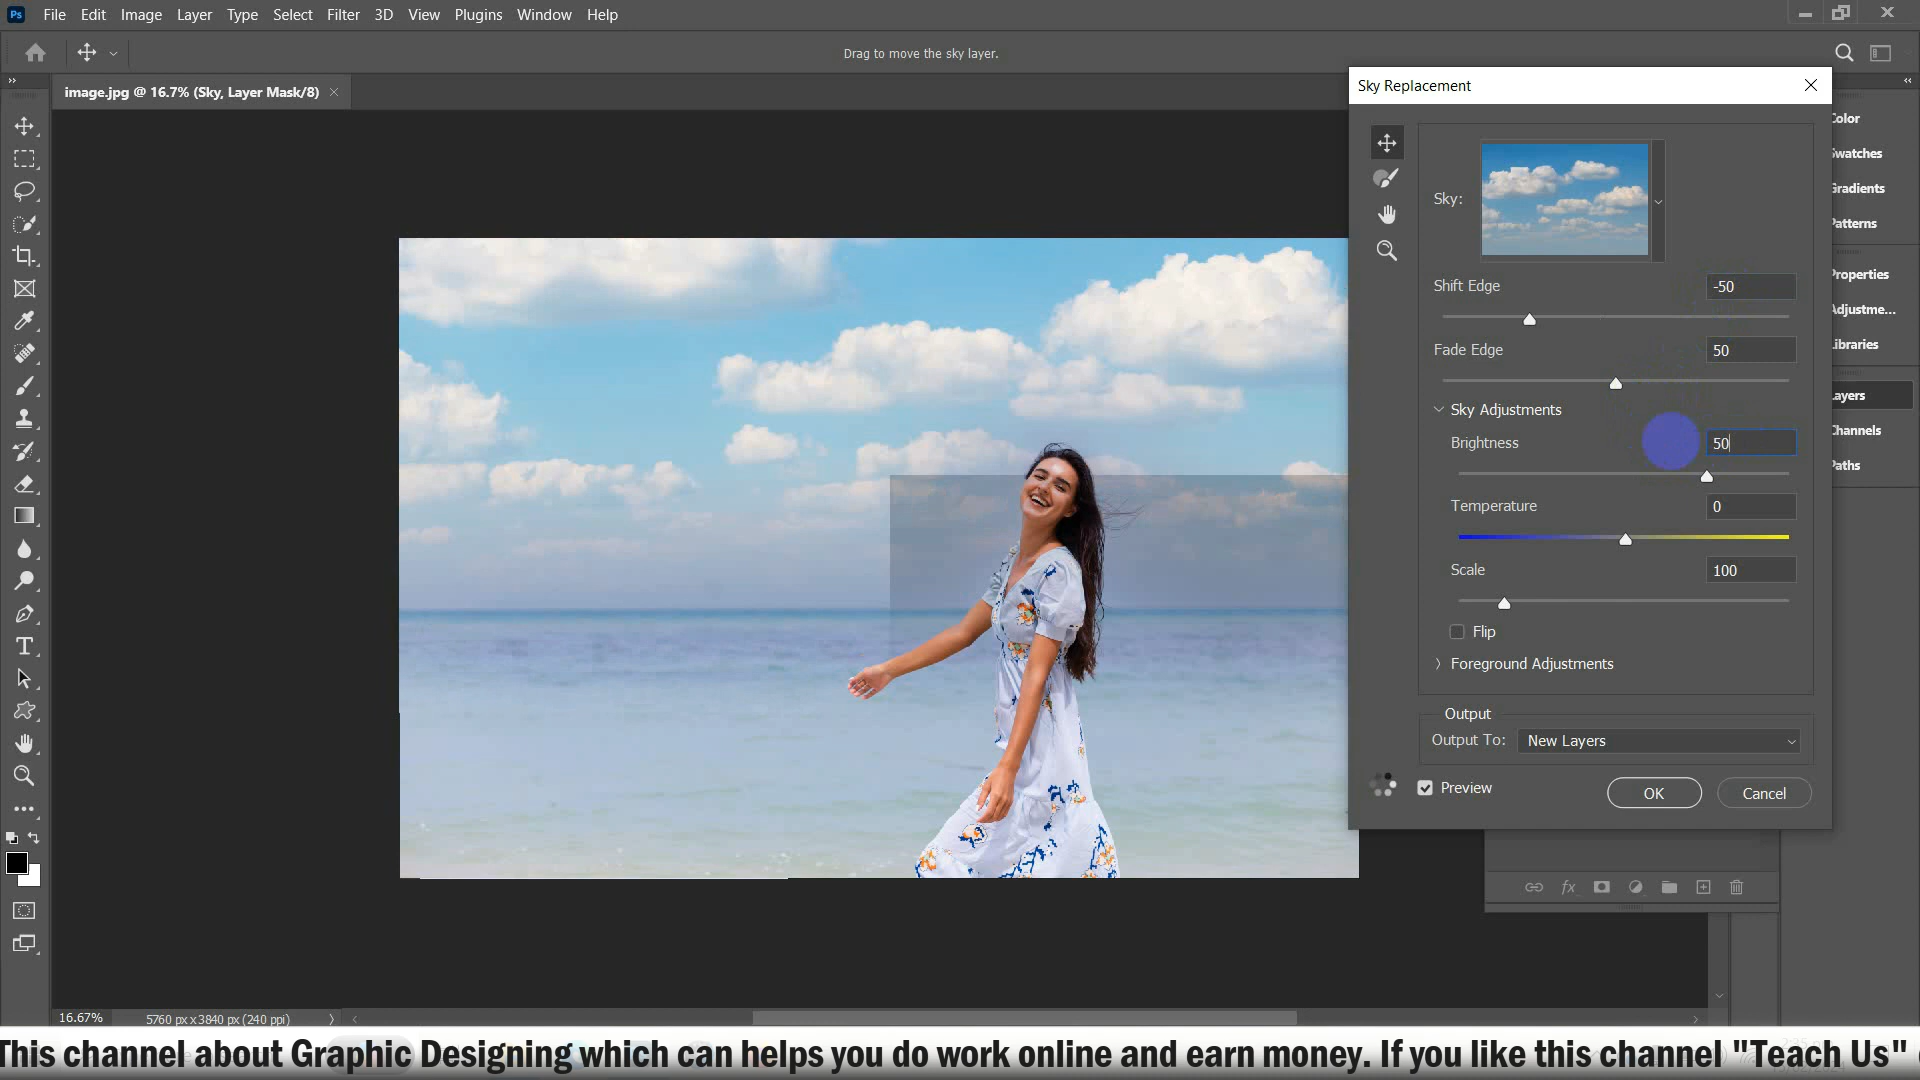 Ps File Edit Image Layer Type Select Filter 3D View Plugins Window Help
Drag to move the sky layer.
image.jpg @ 16.7% (Sky, Layer Mask/8)
Sky Replacement
Sky:
Shift Edge -50
Fade Edge 50
Sky Adjustments
Brightness 50
Temperature 0
Scale 100
Flip
Foreground Adjustments
Output
Output To: New Layers
Preview OK Cancel
Color
Swatches
Gradients
Patterns
Properties
Adjustme...
Libraries
Layers
Channels
Paths
fx
16.67% 5760 px x 3840 px (240 ppi)
This channel about Graphic Designing which can helps you do work online and earn money. If you like this channel "Teach Us"